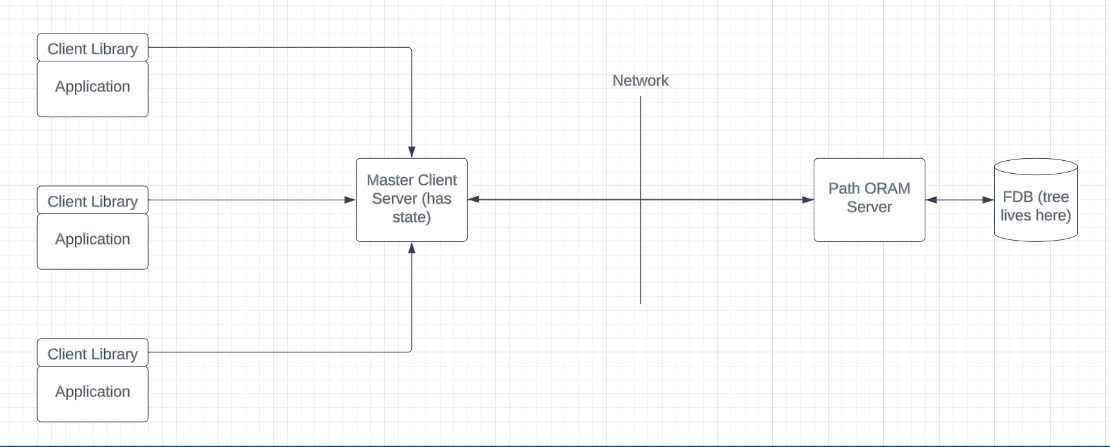 Client Library
Application
Network
Client Library
Application
Master Client
Server (has
state)
Path ORAM
Server
FDB (tree
lives here)
Client Library
Application